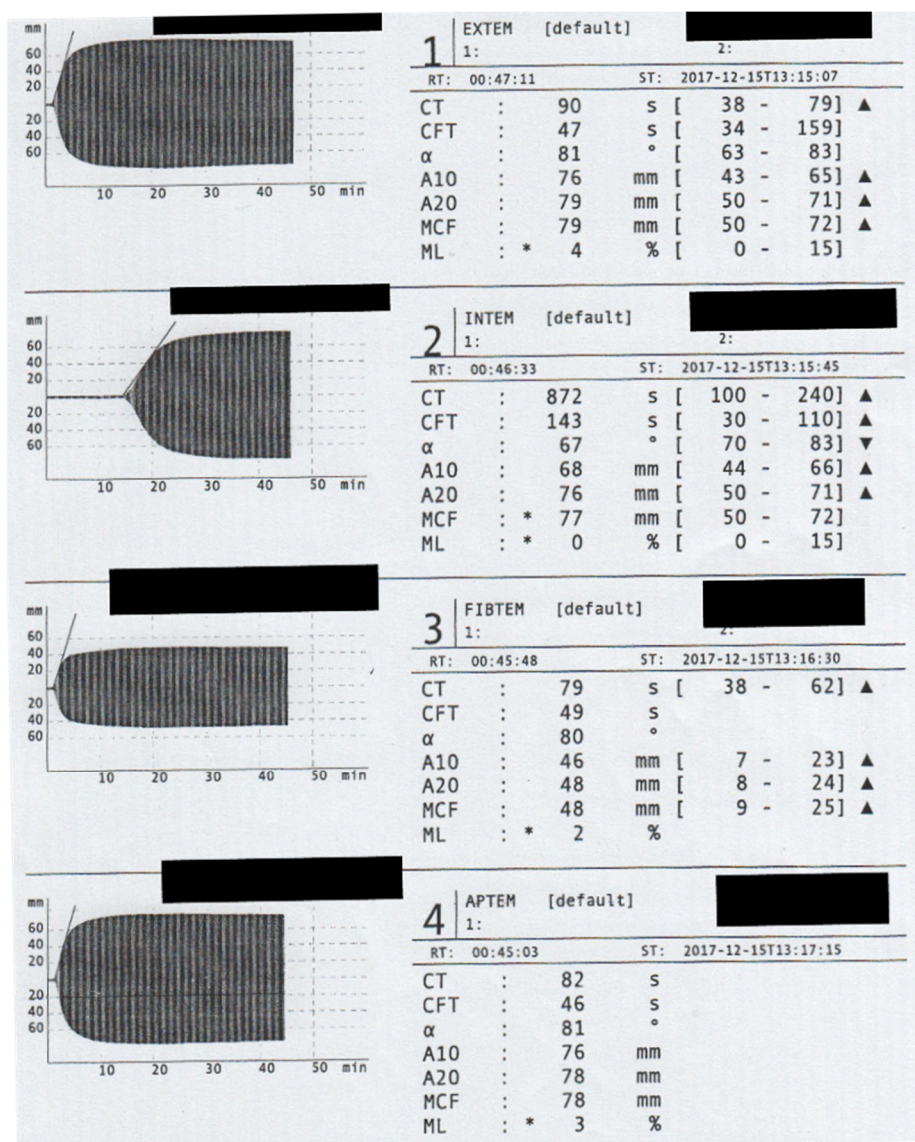 mm
60
40
20
20
40
60
10 20 30 40 50 min
1 EXTEM [default]
1: 2:
RT: 00:47:11 ST: 2017-12-15T13:15:07
CT : 90 s [ 38 - 79] ▲
CFT : 47 s [ 34 - 159]
α : 81 ° [ 63 - 83]
A10 : 76 mm [ 43 - 65] ▲
A20 : 79 mm [ 50 - 71] ▲
MCF : 79 mm [ 50 - 72] ▲
ML : * 4 % [ 0 - 15]
mm
60
40
20
20
40
60
10 20 30 40 50 min
2 INTEM [default]
1: 2:
RT: 00:46:33 ST: 2017-12-15T13:15:45
CT : 872 s [ 100 - 240] ▲
CFT : 143 s [ 30 - 110] ▲
α : 67 ° [ 70 - 83] ▼
A10 : 68 mm [ 44 - 66] ▲
A20 : 76 mm [ 50 - 71] ▲
MCF : * 77 mm [ 50 - 72]
ML : * 0 % [ 0 - 15]
mm
60
40
20
20
40
60
10 20 30 40 50 min
3 FIBTEM [default]
1: 2:
RT: 00:45:48 ST: 2017-12-15T13:16:30
CT : 79 s [ 38 - 62] ▲
CFT : 49 s
α : 80 °
A10 : 46 mm [ 7 - 23] ▲
A20 : 48 mm [ 8 - 24] ▲
MCF : 48 mm [ 9 - 25] ▲
ML : * 2 %
mm
60
40
20
20
40
60
10 20 30 40 50 min
4 APTEM [default]
1:
RT: 00:45:03 ST: 2017-12-15T13:17:15
CT : 82 s
CFT : 46 s
α : 81 °
A10 : 76 mm
A20 : 78 mm
MCF : 78 mm
ML : * 3 %